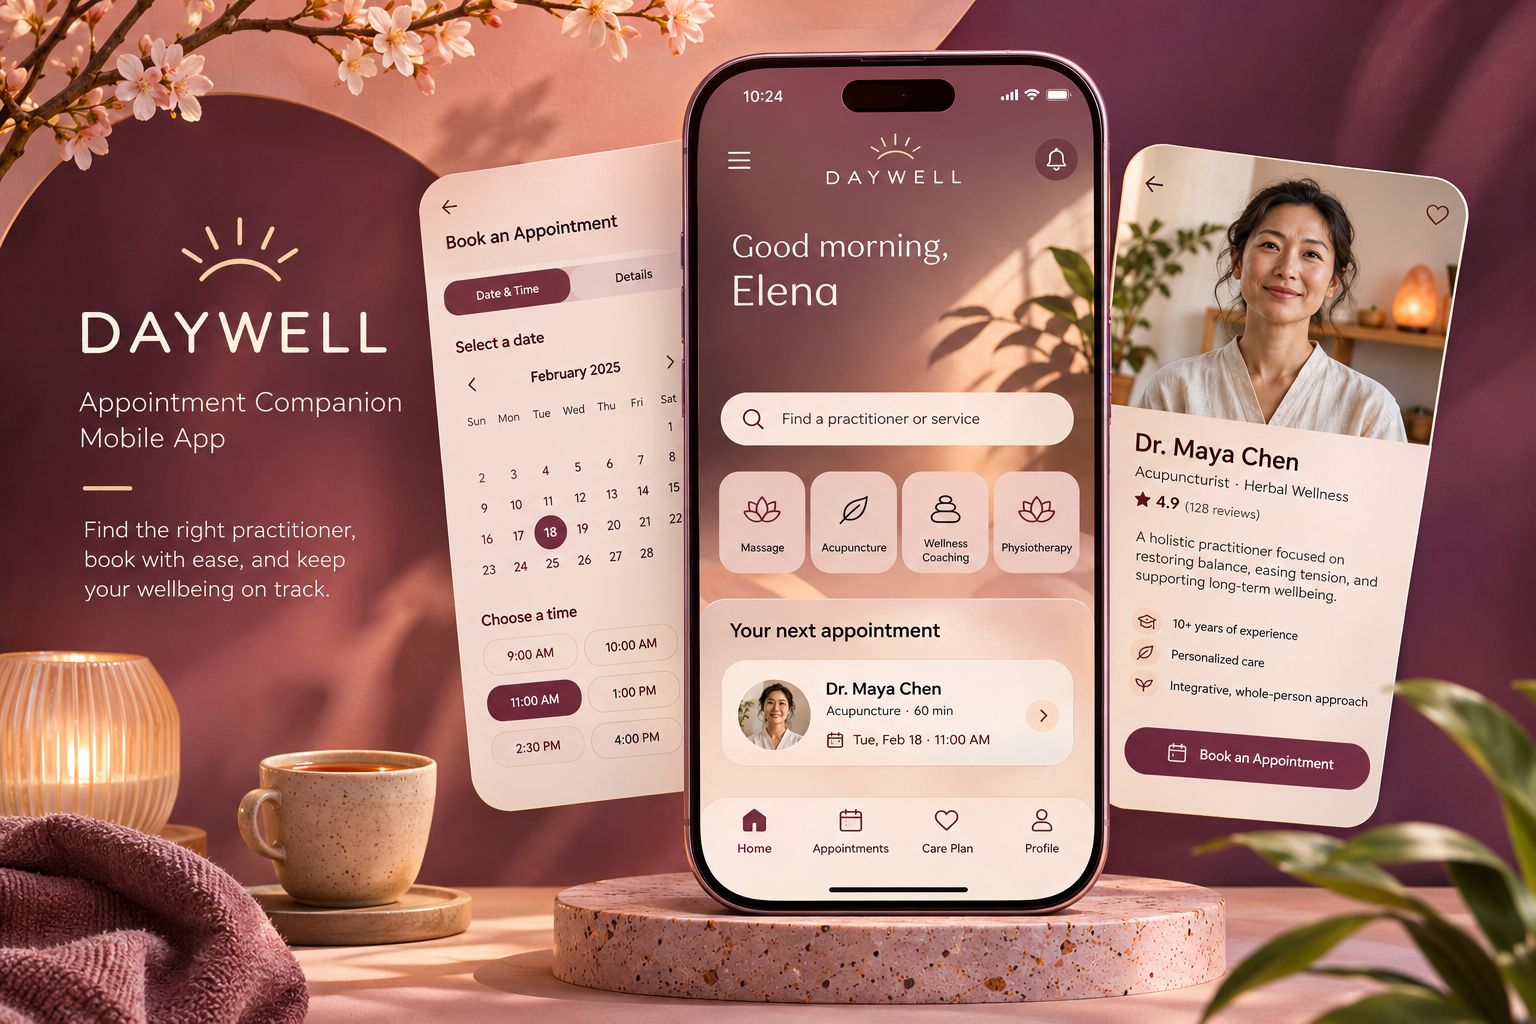 DAYWELL
Appointment Companion
Mobile App
Find the right practitioner,
book with ease, and keep
your wellbeing on track.
Book an Appointment
Date & Time
Details
Select a date
February 2025
Sun Mon Tue Wed Thu Fri Sat
1
2 3 4 5 6 7 8
9 10 11 12 13 14 15
16 17 18 19 20 21 22
23 24 25 26 27 28
Choose a time
9:00 AM 10:00 AM
11:00 AM 1:00 PM
2:30 PM 4:00 PM
10:24
DAYWELL
Good morning,
Elena
Find a practitioner or service
Massage
Acupuncture
Wellness
Coaching
Physiotherapy
Your next appointment
Dr. Maya Chen
Acupuncture · 60 min
Tue, Feb 18 · 11:00 AM
Home
Appointments
Care Plan
Profile
Dr. Maya Chen
Acupuncturist · Herbal Wellness
4.9 (128 reviews)
A holistic practitioner focused on
restoring balance, easing tension, and
supporting long-term wellbeing.
10+ years of experience
Personalized care
Integrative, whole-person approach
Book an Appointment